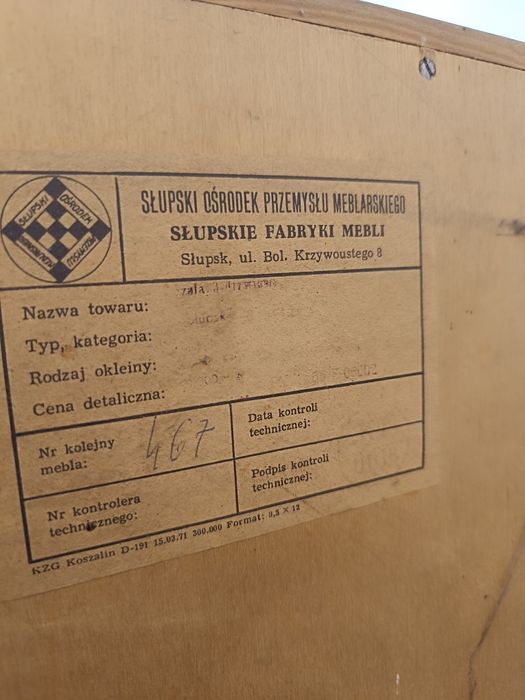 SŁUPSKI OŚRODEK
SŁUPSKI OŚRODEK PRZEMYSŁU MEBLARSKIEGO
SŁUPSKIE FABRYKI MEBLI
Słupsk, ul. Bol. Krzywoustego 8
Nazwa towaru:
Typ, kategoria:
Rodzaj okleiny:
Cena detaliczna:
Nr kolejny
mebla:
467
Data kontroli
technicznej:
Nr kontrolera
technicznego:
Podpis kontroli
technicznej:
KZG Koszalin D-191 15.03.71 300.000 Format: 9,5 × 12